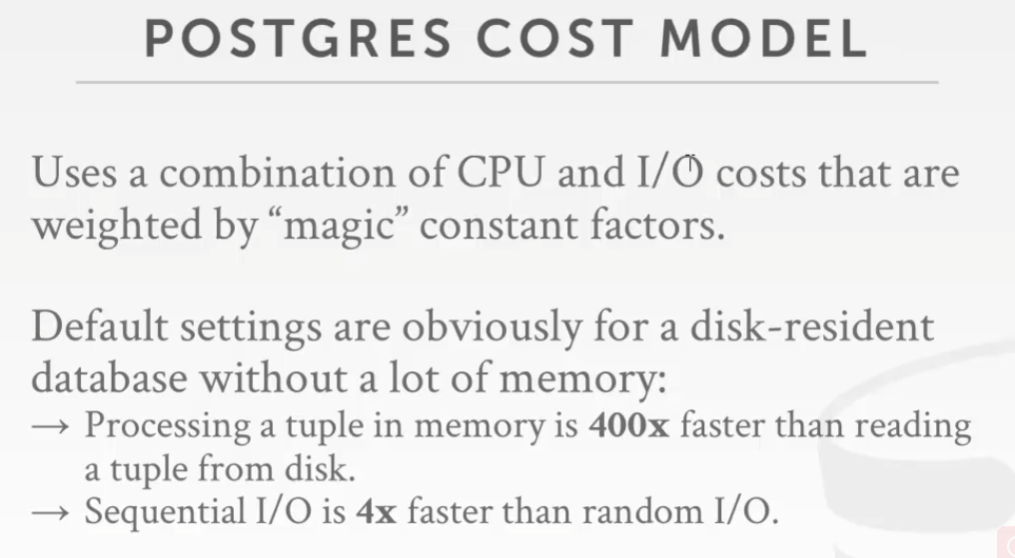 POSTGRES COST MODEL
Uses a combination of CPU and I/O costs that are
weighted by “magic” constant factors.
Default settings are obviously for a disk-resident
database without a lot of memory:
→ Processing a tuple in memory is 400x faster than reading
a tuple from disk.
→ Sequential I/O is 4x faster than random I/O.